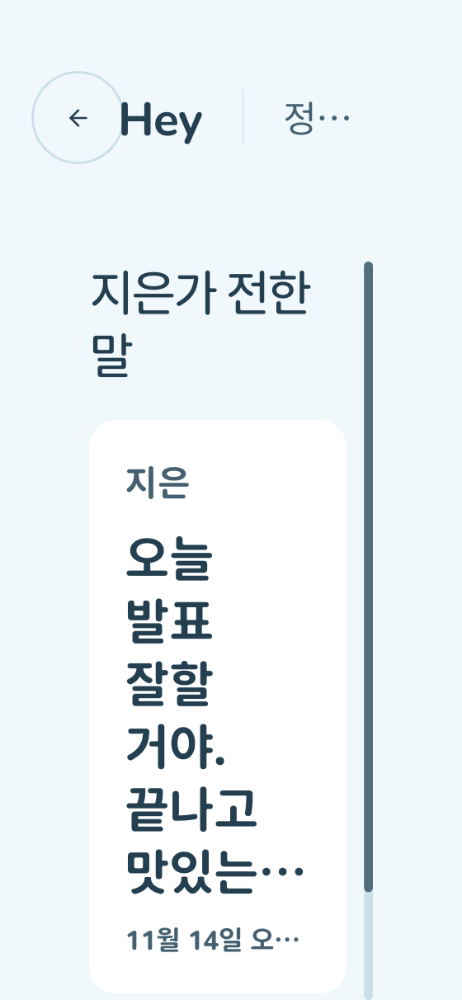 Hey
정…
지은가 전한
말
지은
오늘
발표
잘할
거야.
끝나고
맛있는…
11월 14일 오…